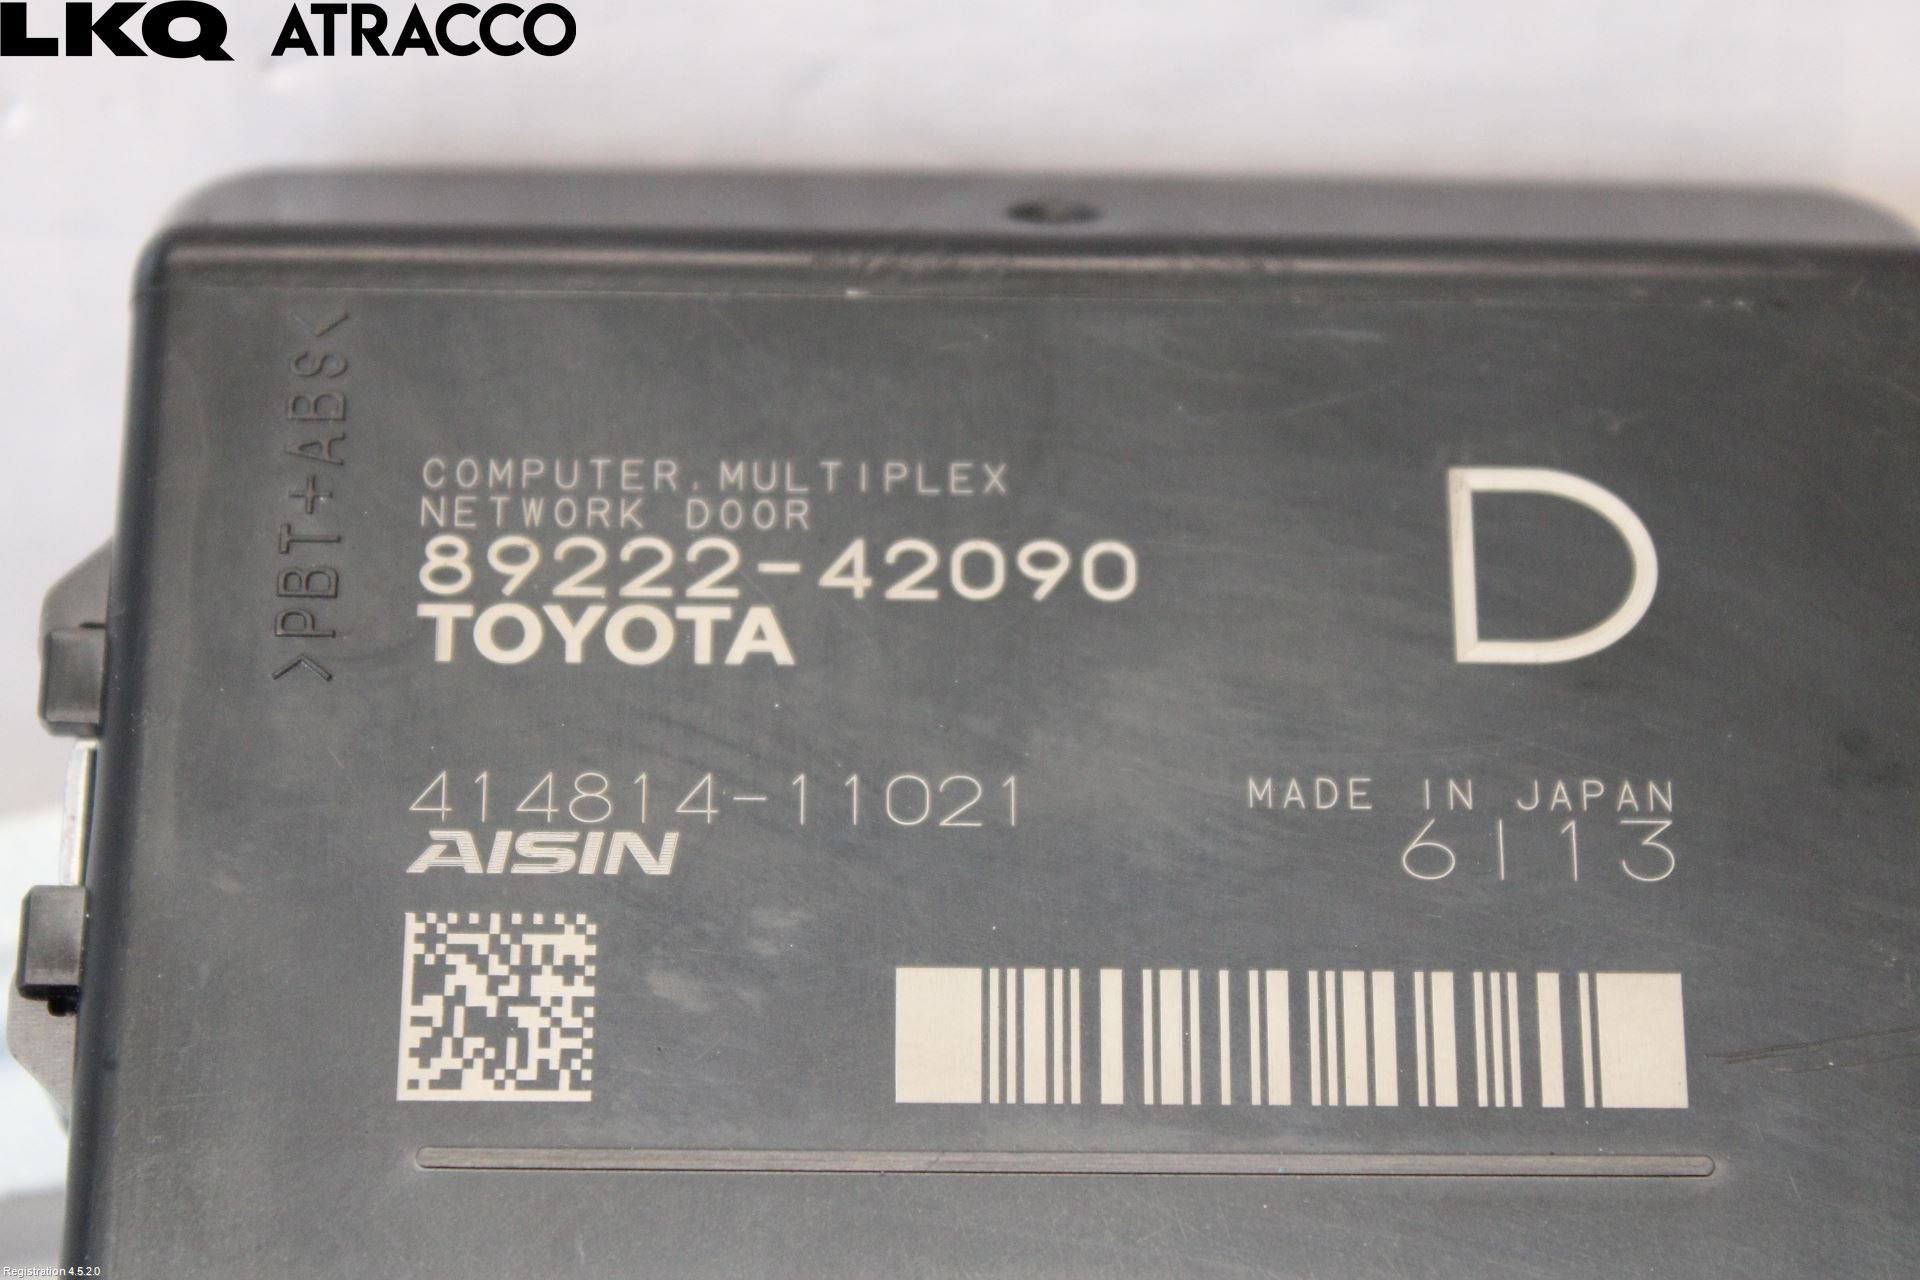 LKQ ATRACCO
>PBT+ABS<
COMPUTER, MULTIPLEX
NETWORK DOOR
89222-42090
TOYOTA
D
414814-11021
AISIN
MADE IN JAPAN
6113
Registration 4.5.2.0